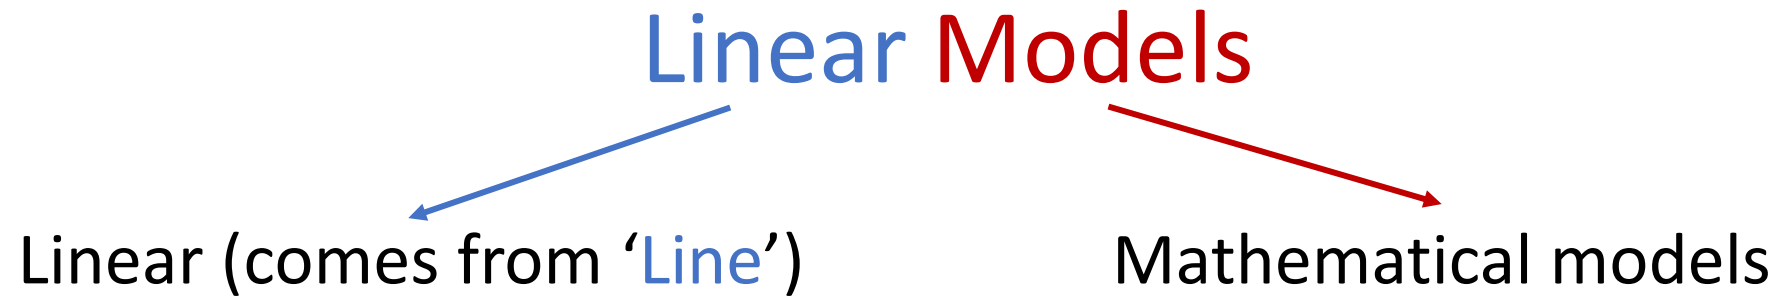 Linear Models
Linear (comes from ‘Line’)
Mathematical models